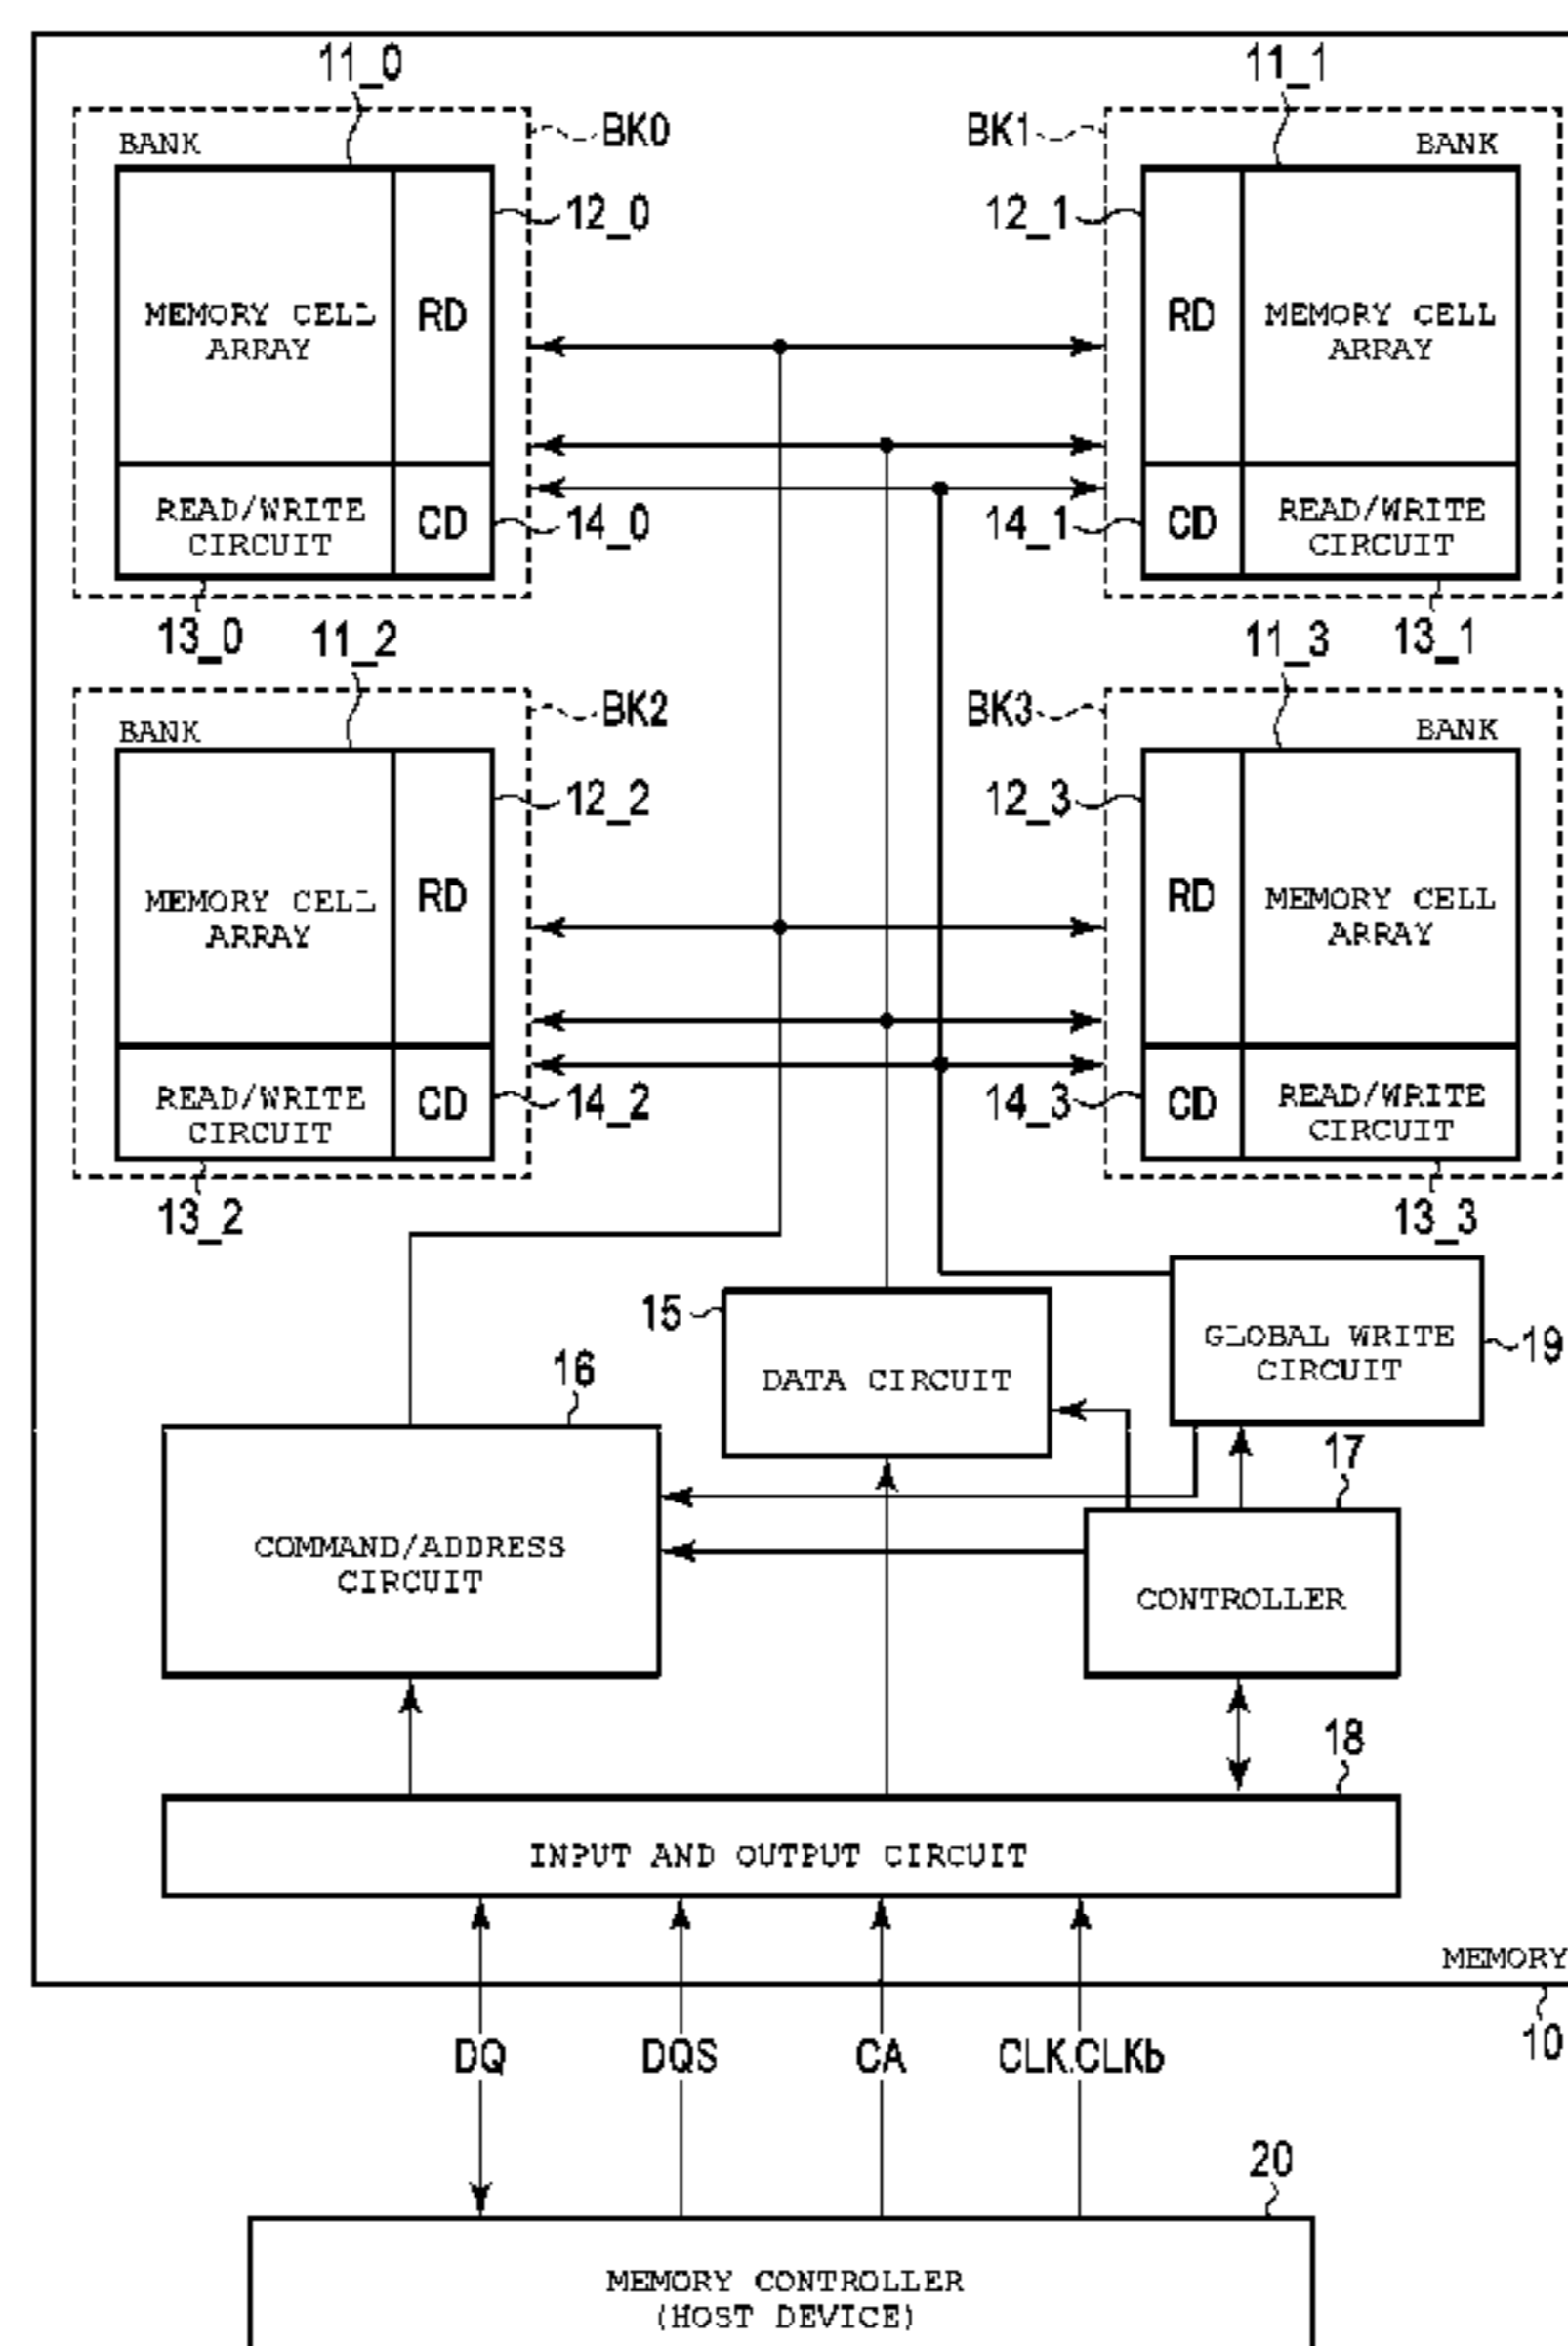 11_0
11_1
BANK
BK0
BK1
BANK
12_0
12_1
MEMORY CELL
ARRAY
RD
RD
MEMORY CELL
ARRAY
READ/WRITE
CIRCUIT
CD
14_0
14_1
CD
READ/WRITE
CIRCUIT
13_0
11_2
11_3
13_1
BANK
BK2
BK3
BANK
12_2
12_3
MEMORY CELL
ARRAY
RD
RD
MEMORY CELL
ARRAY
READ/WRITE
CIRCUIT
CD
14_2
14_3
CD
READ/WRITE
CIRCUIT
13_2
13_3
15
DATA CIRCUIT
GLOBAL WRITE
CIRCUIT
19
16
17
COMMAND/ADDRESS
CIRCUIT
CONTROLLER
18
INPUT AND OUTPUT CIRCUIT
MEMORY
10
DQ
DQS
CA
CLK.CLKb
20
MEMORY CONTROLLER
(HOST DEVICE)